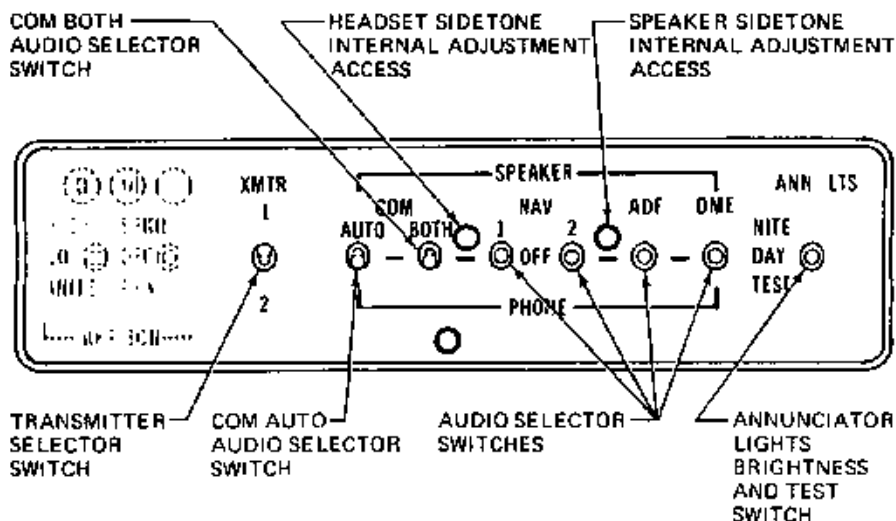 COM BOTH
AUDIO SELECTOR
SWITCH
HEADSET SIDETONE
INTERNAL ADJUSTMENT
ACCESS
SPEAKER SIDETONE
INTERNAL ADJUSTMENT
ACCESS
XMTR
1
2
SPEAKER
COM
AUTO
BOTH
NAV
1
OFF
2
ADF
DME
PHONE
ANN LTS
NITE
DAY
TEST
TRANSMITTER
SELECTOR
SWITCH
COM AUTO
AUDIO SELECTOR
SWITCH
AUDIO SELECTOR
SWITCHES
ANNUNCIATOR
LIGHTS
BRIGHTNESS
AND TEST
SWITCH